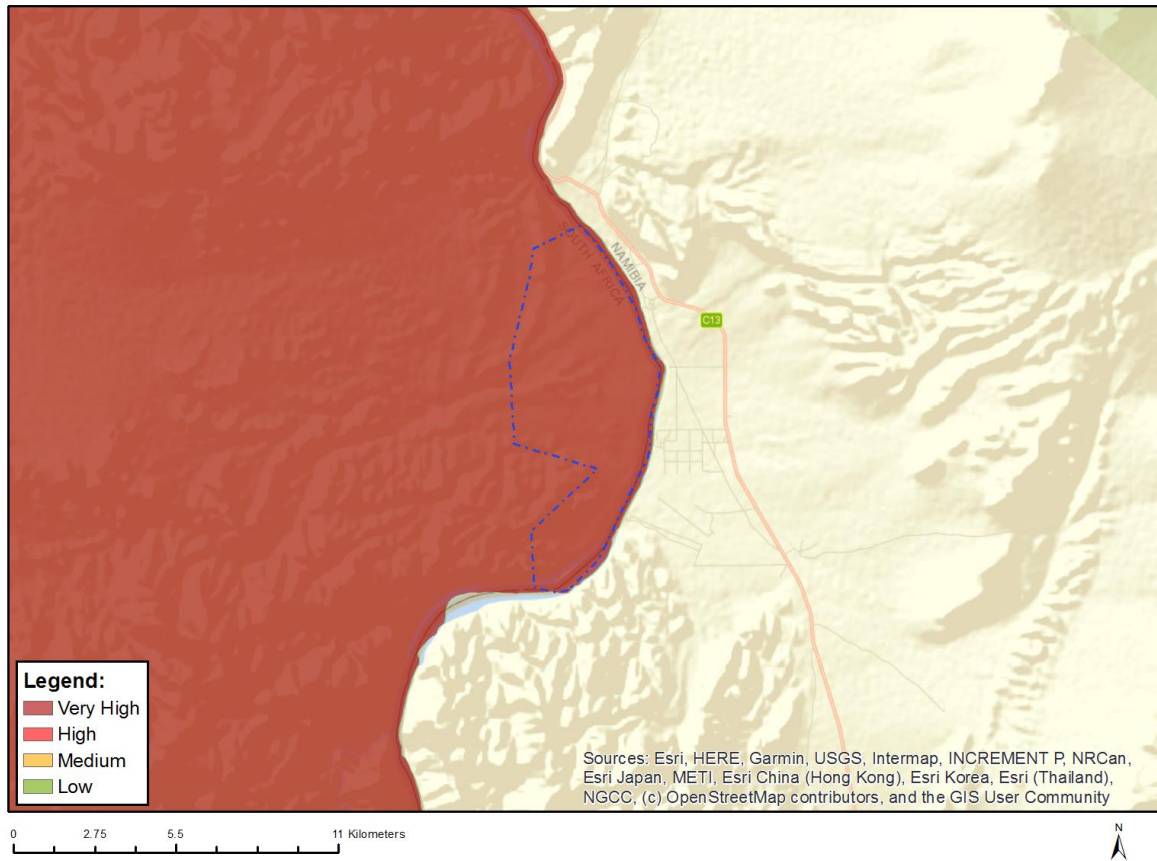 NAMIBIA
SOUTH AFRICA
C13
Legend:
Very High
High
Medium
Low
Sources: Esri, HERE, Garmin, USGS, Intermap, INCREMENT P, NRCan,
Esri Japan, METI, Esri China (Hong Kong), Esri Korea, Esri (Thailand),
NGCC, (c) OpenStreetMap contributors, and the GIS User Community
0 2.75 5.5 11 Kilometers
N